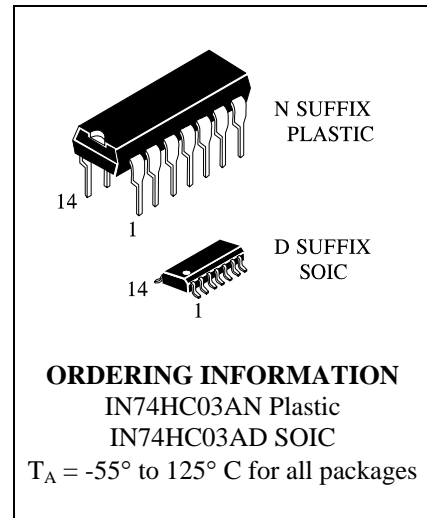 N SUFFIX
PLASTIC
14
1
D SUFFIX
SOIC
14
1
ORDERING INFORMATION
IN74HC03AN Plastic
IN74HC03AD SOIC
TA = -55° to 125° C for all packages